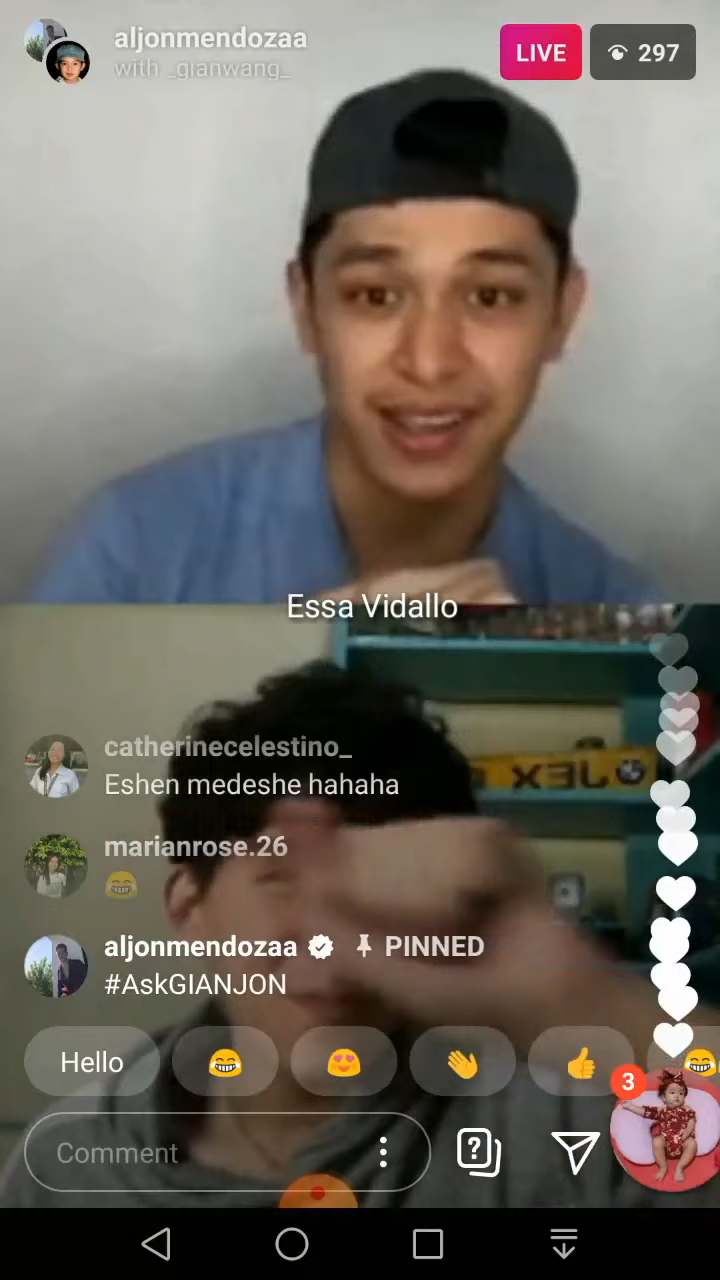 aljonmendozaa
with _gianwang_
LIVE
297
Essa Vidallo
catherinecelestino_
Eshen medeshe hahaha
marianrose.26
aljonmendozaa PINNED
#AskGIANJON
Hello
3
Comment
?